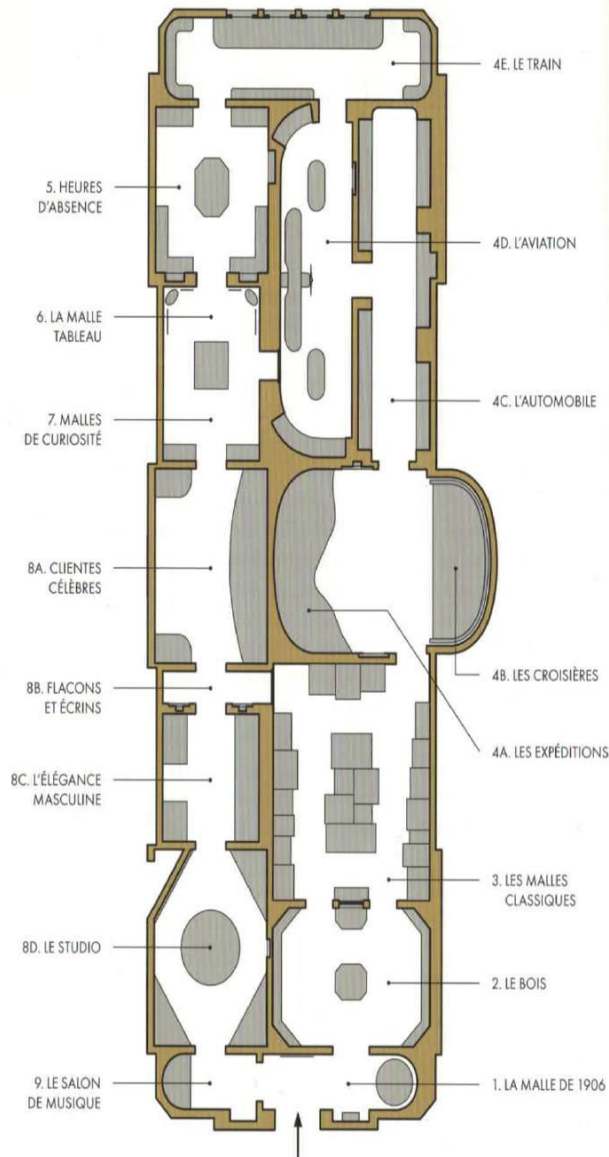 4E. LE TRAIN
5. HEURES
D'ABSENCE
4D. L'AVIATION
6. LA MALLE
TABLEAU
7. MALLES
DE CURIOSITÉ
4C. L'AUTOMOBILE
8A. CLIENTES
CÉLÈBRES
4B. LES CROISIÈRES
8B. FLACONS
ET ÉCRINS
4A. LES EXPÉDITIONS
8C. L'ÉLÉGANCE
MASCULINE
3. LES MALLES
CLASSIQUES
8D. LE STUDIO
2. LE BOIS
9. LE SALON
DE MUSIQUE
1. LA MALLE DE 1906